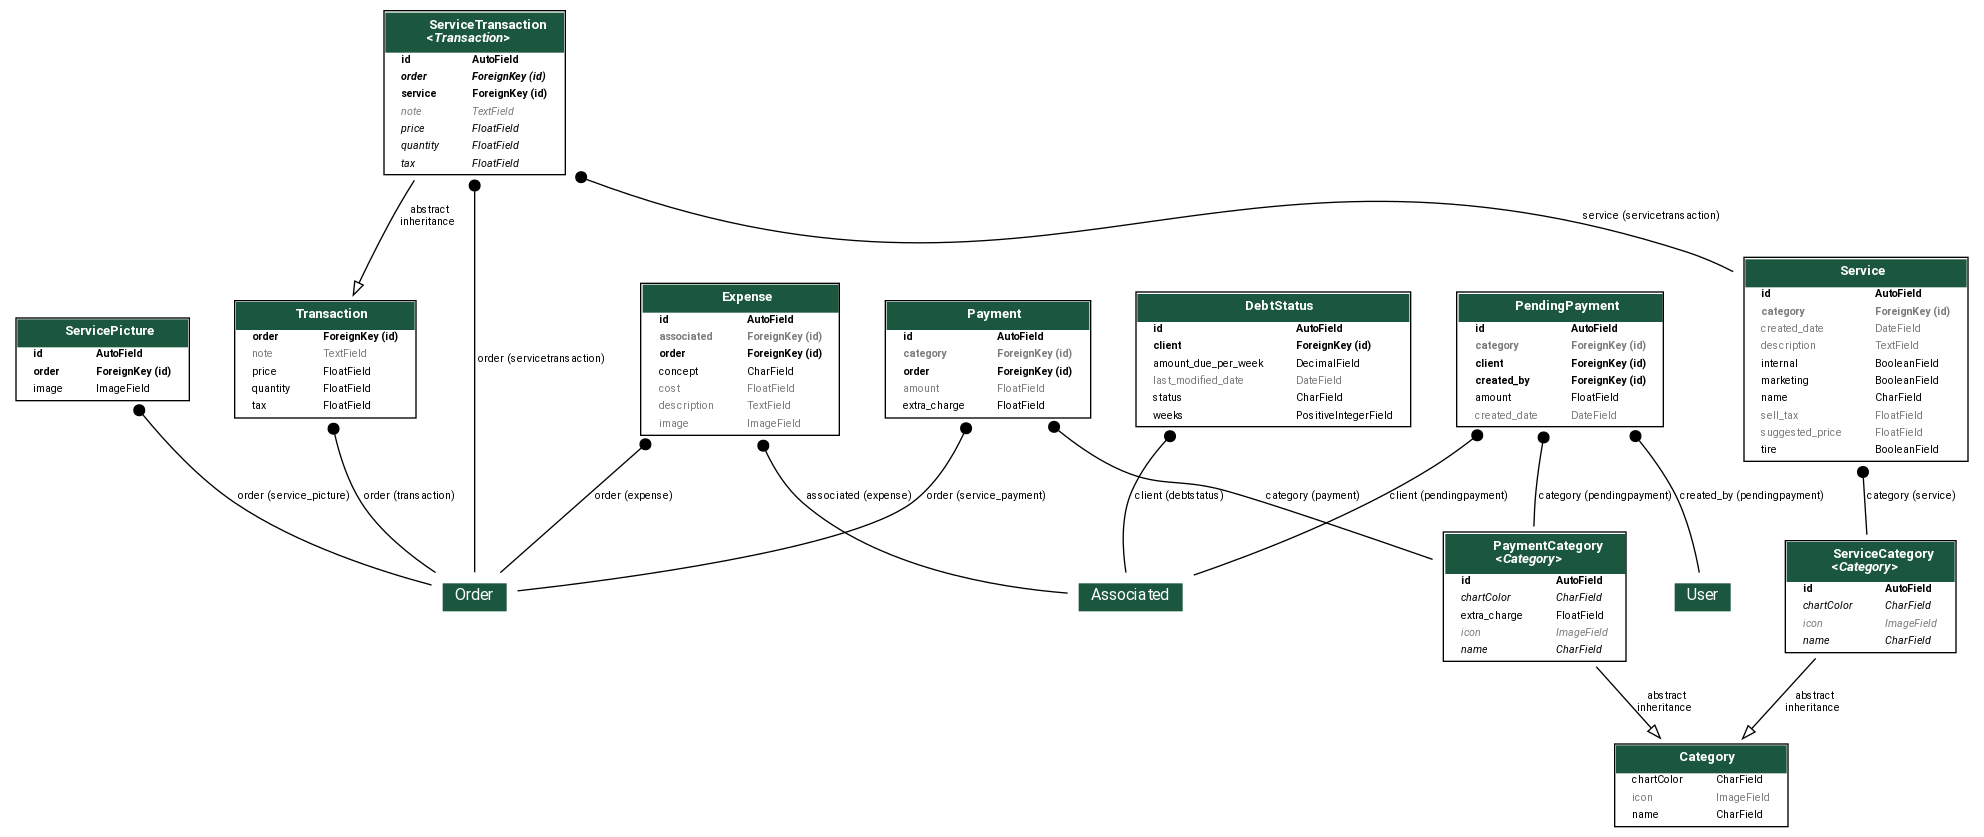 ServiceTransaction
<Transaction>
id AutoField
order ForeignKey (id)
service ForeignKey (id)
note TextField
price FloatField
quantity FloatField
tax FloatField
abstract
inheritance
service (servicetransaction)
order (servicetransaction)
ServicePicture
id AutoField
order ForeignKey (id)
image ImageField
Transaction
order ForeignKey (id)
note TextField
price FloatField
quantity FloatField
tax FloatField
Expense
id AutoField
associated ForeignKey (id)
order ForeignKey (id)
concept CharField
cost FloatField
description TextField
image ImageField
Payment
id AutoField
category ForeignKey (id)
order ForeignKey (id)
amount FloatField
extra_charge FloatField
DebtStatus
id AutoField
client ForeignKey (id)
amount_due_per_week DecimalField
last_modified_date DateField
status CharField
weeks PositiveIntegerField
PendingPayment
id AutoField
category ForeignKey (id)
client ForeignKey (id)
created_by ForeignKey (id)
amount FloatField
created_date DateField
Service
id AutoField
category ForeignKey (id)
created_date DateField
description TextField
internal BooleanField
marketing BooleanField
name CharField
sell_tax FloatField
suggested_price FloatField
tire BooleanField
order (service_picture)
order (transaction)
order (expense)
associated (expense)
order (service_payment)
client (debtstatus)
category (payment)
client (pendingpayment)
category (pendingpayment)
created_by (pendingpayment)
category (service)
Order
Associated
PaymentCategory
<Category>
id AutoField
chartColor CharField
extra_charge FloatField
icon ImageField
name CharField
User
ServiceCategory
<Category>
id AutoField
chartColor CharField
icon ImageField
name CharField
abstract
inheritance
abstract
inheritance
Category
chartColor CharField
icon ImageField
name CharField